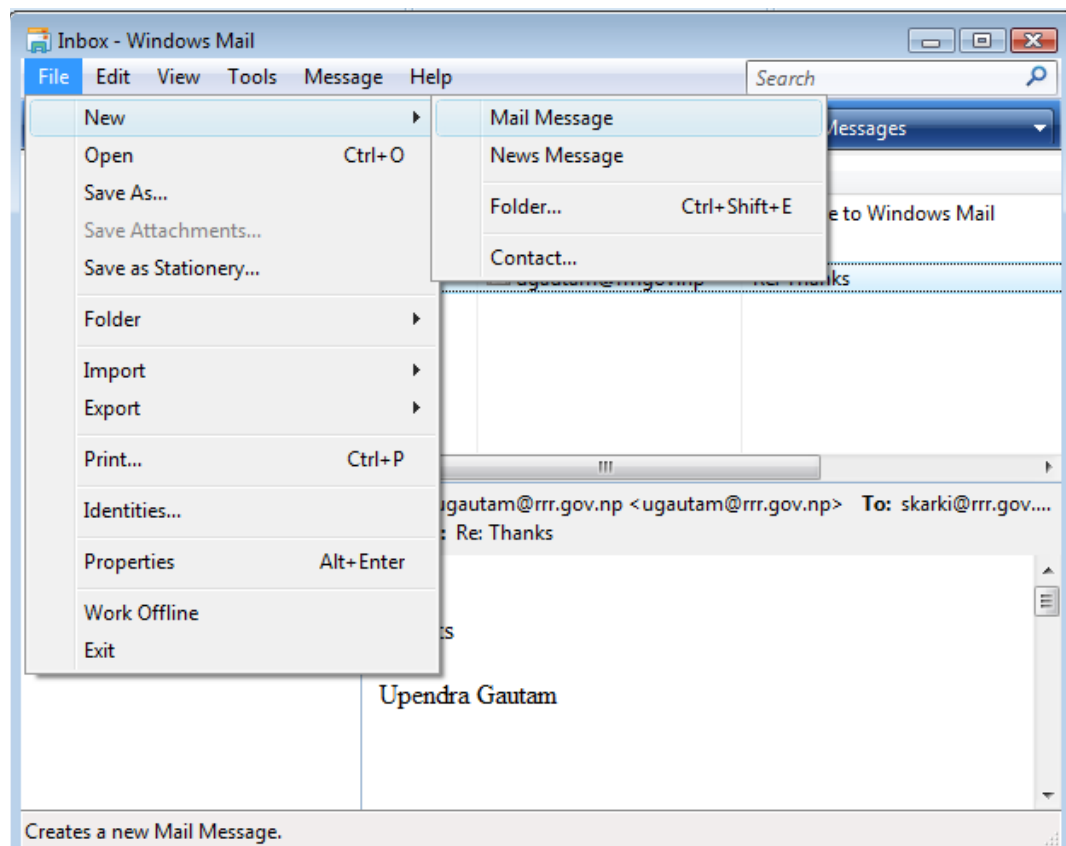 Inbox - Windows Mail
File Edit View Tools Message Help Search
New
Open Ctrl+O
Save As...
Save Attachments...
Save as Stationery...
Folder
Import
Export
Print... Ctrl+P
Identities...
Properties Alt+Enter
Work Offline
Exit
Mail Message
News Message
Folder... Ctrl+Shift+E
Contact...
Messages
to Windows Mail
ugautam@rrr.gov.np <ugautam@rrr.gov.np> To: skarki@rrr.gov....
: Re: Thanks
Upendra Gautam
Creates a new Mail Message.